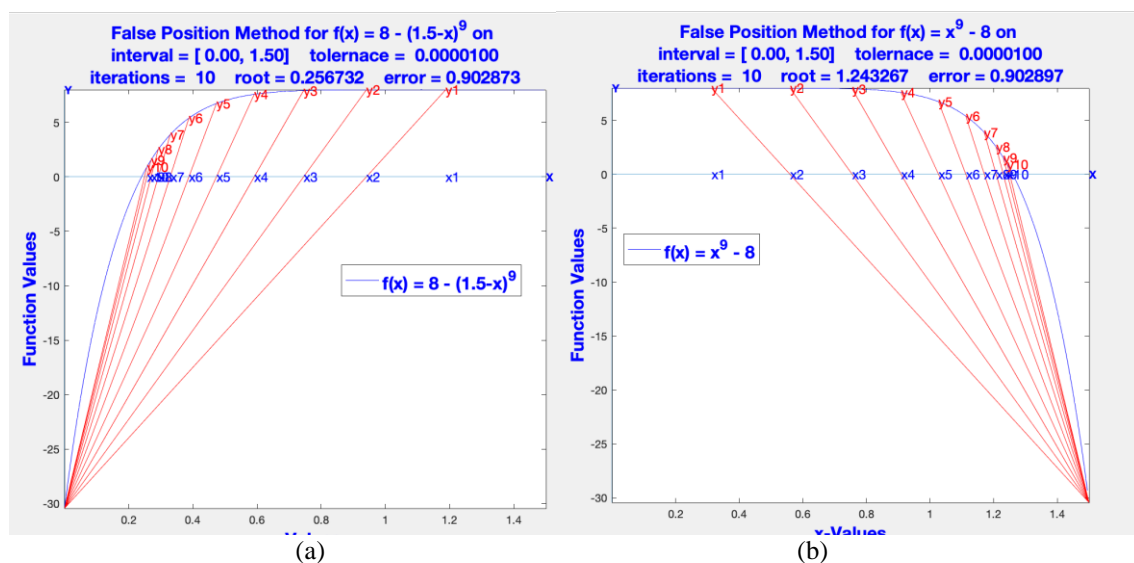 False Position Method for f(x) = 8 - (1.5-x)^9 on
interval = [ 0.00, 1.50] tolernace = 0.0000100
iterations = 10 root = 0.256732 error = 0.902873
Y
y10 y9 y8 y7 y6 y5 y4 y3 y2 y1
5
0
-5
-10
-15
-20
-25
-30
x7 x6 x5 x4 x3 x2 x1 X
Function Values
f(x) = 8 - (1.5-x)^9
0.2 0.4 0.6 0.8 1 1.2 1.4
(a)
False Position Method for f(x) = x^9 - 8 on
interval = [ 0.00, 1.50] tolernace = 0.0000100
iterations = 10 root = 1.243267 error = 0.902897
Y
y1 y2 y3 y4 y5 y6 y7 y8 y9 y10
5
0
-5
-10
-15
-20
-25
-30
x1 x2 x3 x4 x5 x6 x7 X
Function Values
f(x) = x^9 - 8
0.2 0.4 0.6 0.8 1 1.2 1.4
x-Values
(b)